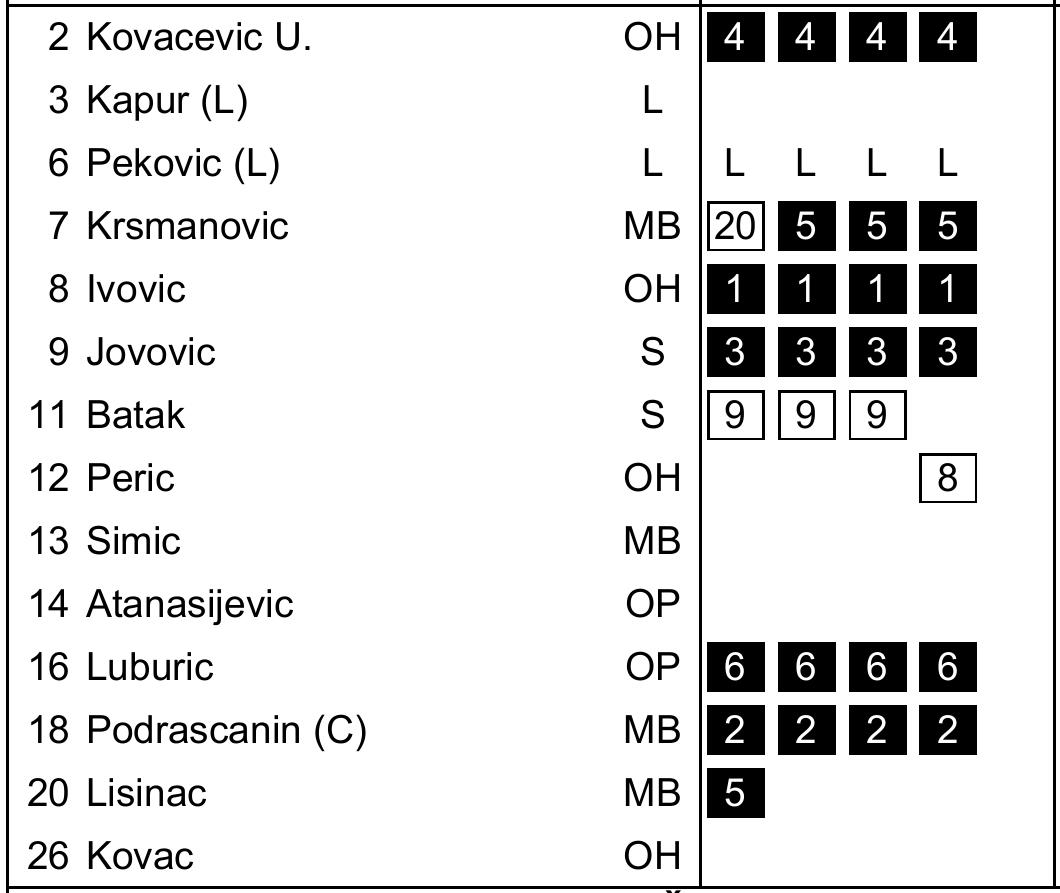 2 Kovacevic U. OH 4 4 4 4
3 Kapur (L) L
6 Pekovic (L) L L L L L
7 Krsmanovic MB 20 5 5 5
8 Ivovic OH 1 1 1 1
9 Jovovic S 3 3 3 3
11 Batak S 9 9 9
12 Peric OH 8
13 Simic MB
14 Atanasijevic OP
16 Luburic OP 6 6 6 6
18 Podrascanin (C) MB 2 2 2 2
20 Lisinac MB 5
26 Kovac OH